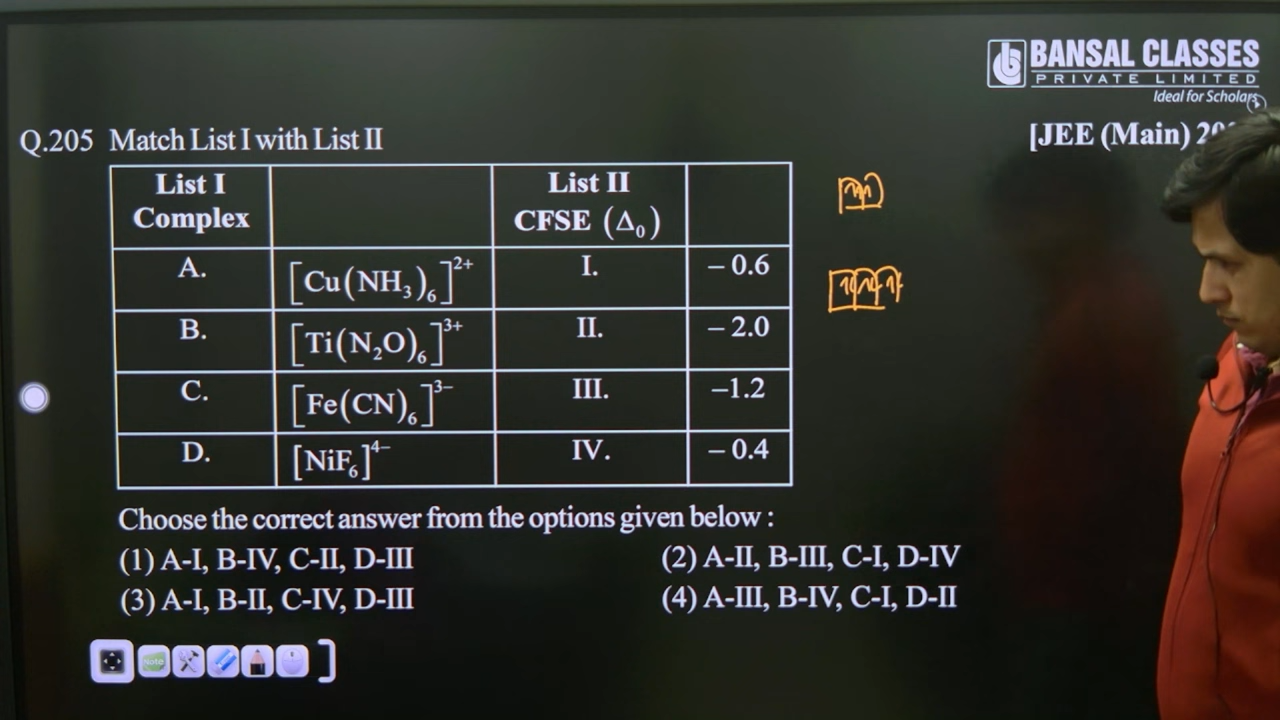 BANSAL CLASSES
PRIVATE LIMITED
Ideal for Scholars
Q.205 Match List I with List II
[JEE (Main)
List I Complex List II CFSE (Δ₀)
A. [Cu(NH₃)₆]²⁺ I. – 0.6
B. [Ti(N₂O)₆]³⁺ II. – 2.0
C. [Fe(CN)₆]³⁻ III. –1.2
D. [NiF₆]⁴⁻ IV. – 0.4
Choose the correct answer from the options given below :
(1) A-I, B-IV, C-II, D-III (2) A-II, B-III, C-I, D-IV
(3) A-I, B-II, C-IV, D-III (4) A-III, B-IV, C-I, D-II
Note